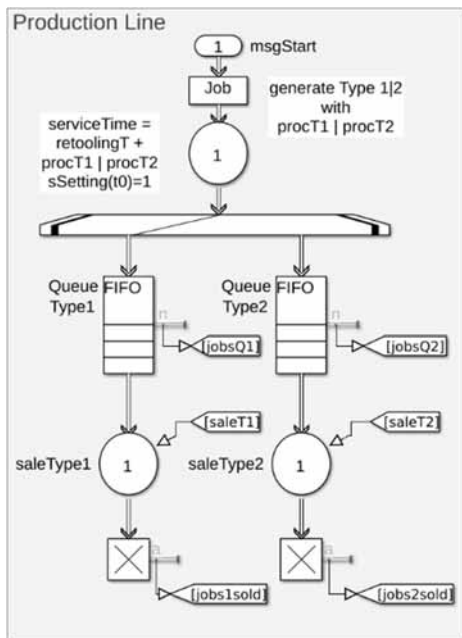 Production Line
1
msgStart
Job
generate Type 1|2
with
procT1 | procT2
serviceTime =
retoolingT +
procT1 | procT2
sSetting(t0)=1
1
Queue
Type1
FIFO
n
[jobsQ1]
Queue
Type2
FIFO
n
[jobsQ2]
[saleT1]
saleType1
1
[saleT2]
saleType2
1
a
[jobs1sold]
a
[jobs2sold]